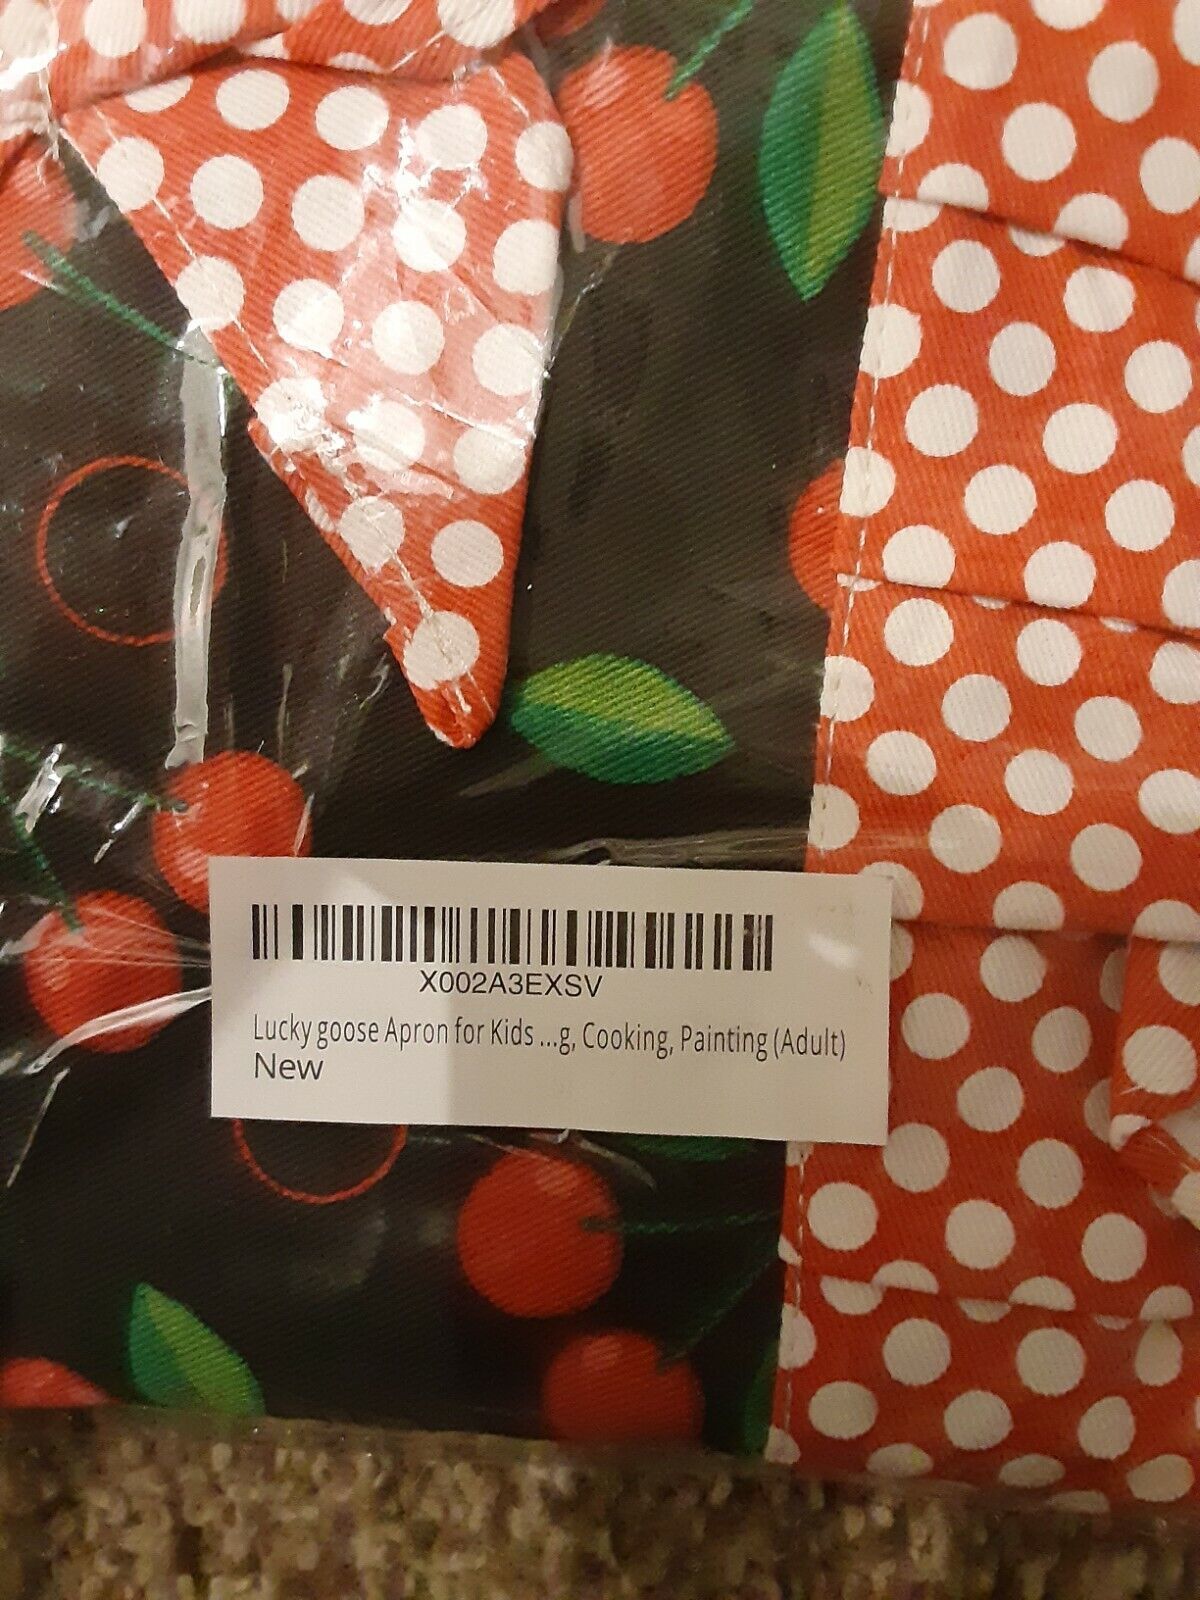 X002A3EXSV
Lucky goose Apron for Kids ...g, Cooking, Painting (Adult)
New